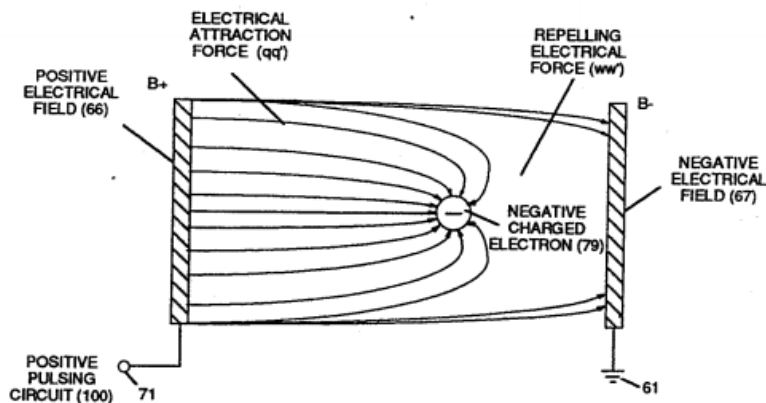 ELECTRICAL
ATTRACTION
FORCE (qq')
REPELLING
ELECTRICAL
FORCE (ww')
POSITIVE
ELECTRICAL
FIELD (66)
B+
B-
NEGATIVE
ELECTRICAL
FIELD (67)
NEGATIVE
CHARGED
ELECTRON (79)
POSITIVE
PULSING
CIRCUIT (100)
71
61